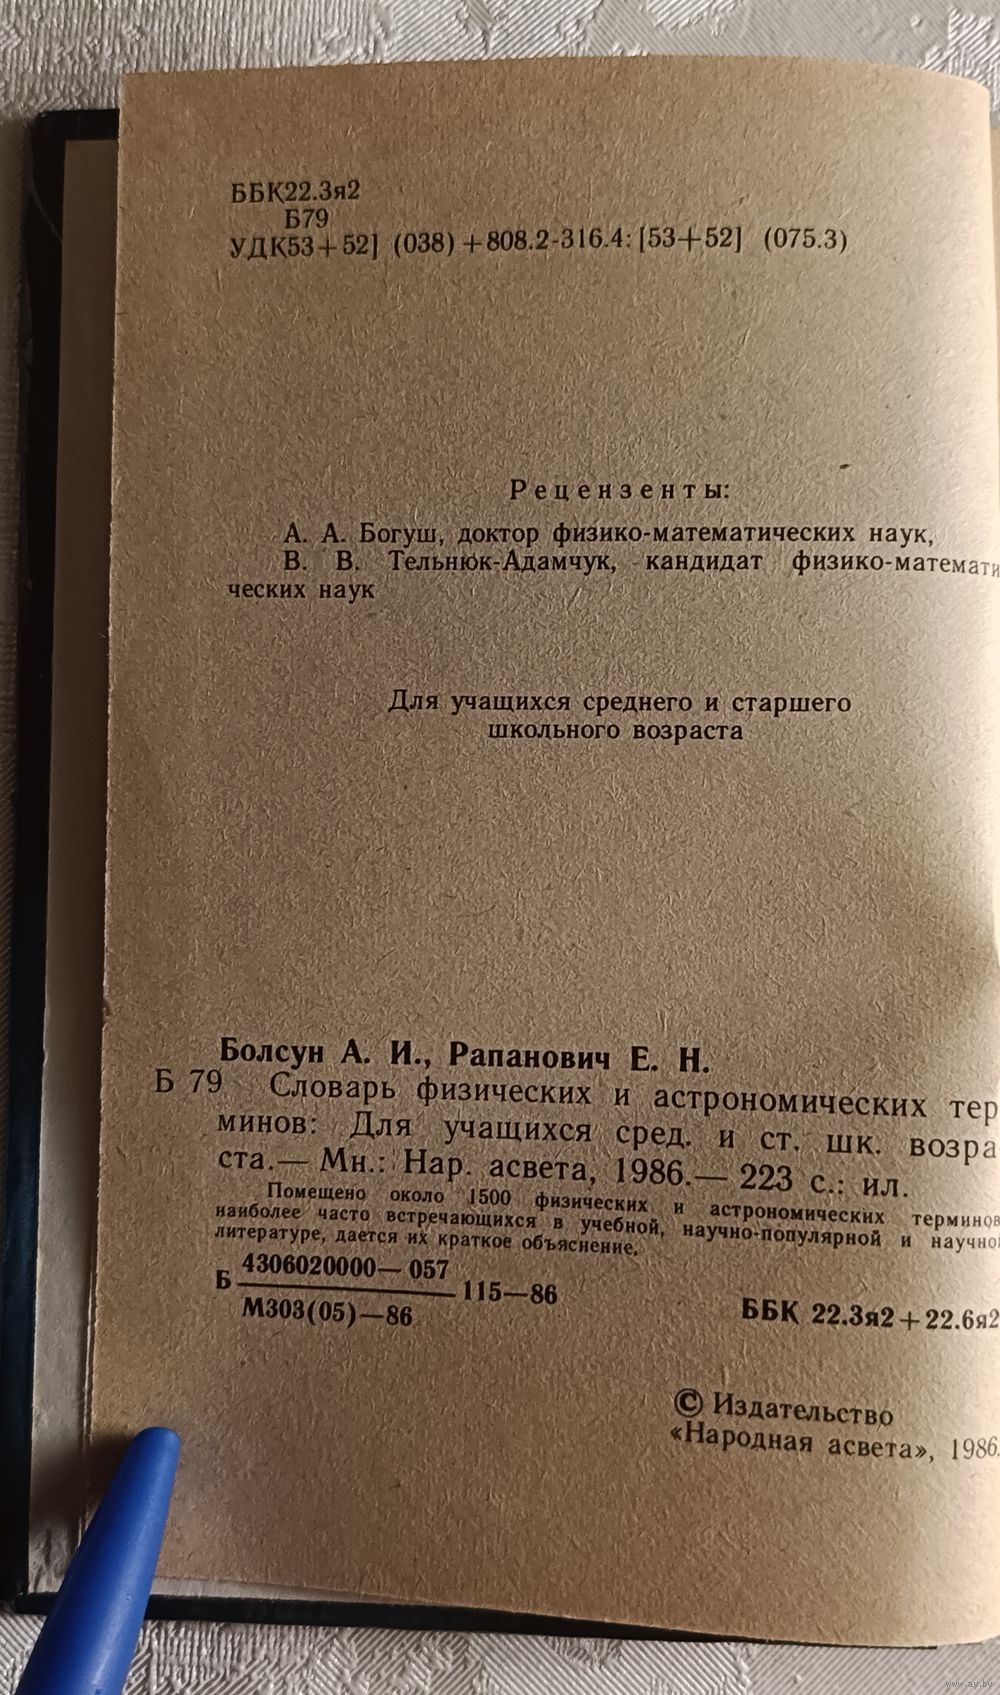 ББК22.3я2
Б79
УДК53+52] (038)+808.2-316.4:[53+52] (075.3)
Рецензенты:
А. А. Богуш, доктор физико-математических наук,
В. В. Тельнюк-Адамчук, кандидат физико-математи
ческих наук
Для учащихся среднего и старшего
школьного возраста
Болсун А. И., Рапанович Е. Н.
Б 79 Словарь физических и астрономических тер
минов: Для учащихся сред. и ст. шк. возра
ста.— Мн.: Нар. асвета, 1986.— 223 с.: ил.
Помещено около 1500 физических и астрономических терминов
наиболее часто встречающихся в учебной, научно-популярной и научно
литературе, дается их краткое объяснение.
Б 4306020000—057
М303(05)—86
115—86
ББК 22.3я2+22.6я2
© Издательство
«Народная асвета», 1986.
www.ay.by